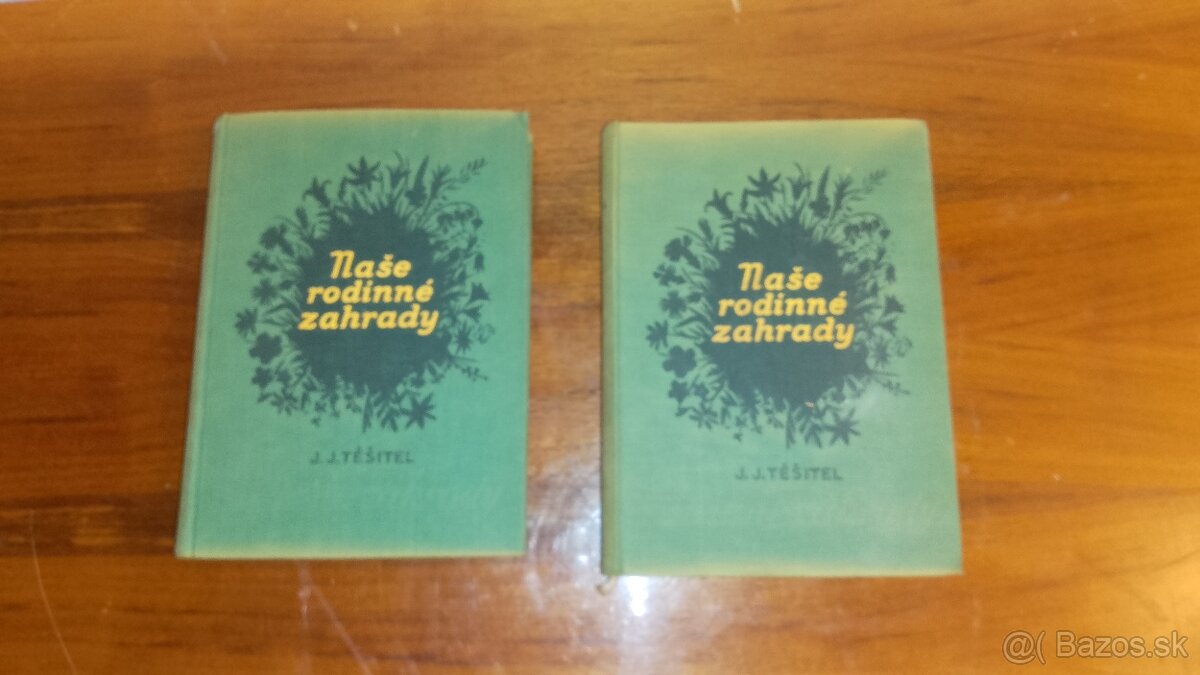 Naše
rodinné
zahrady
J. J. TĚŠITEL
Naše
rodinné
zahrady
J. J. TĚŠITEL
@( Bazos.sk